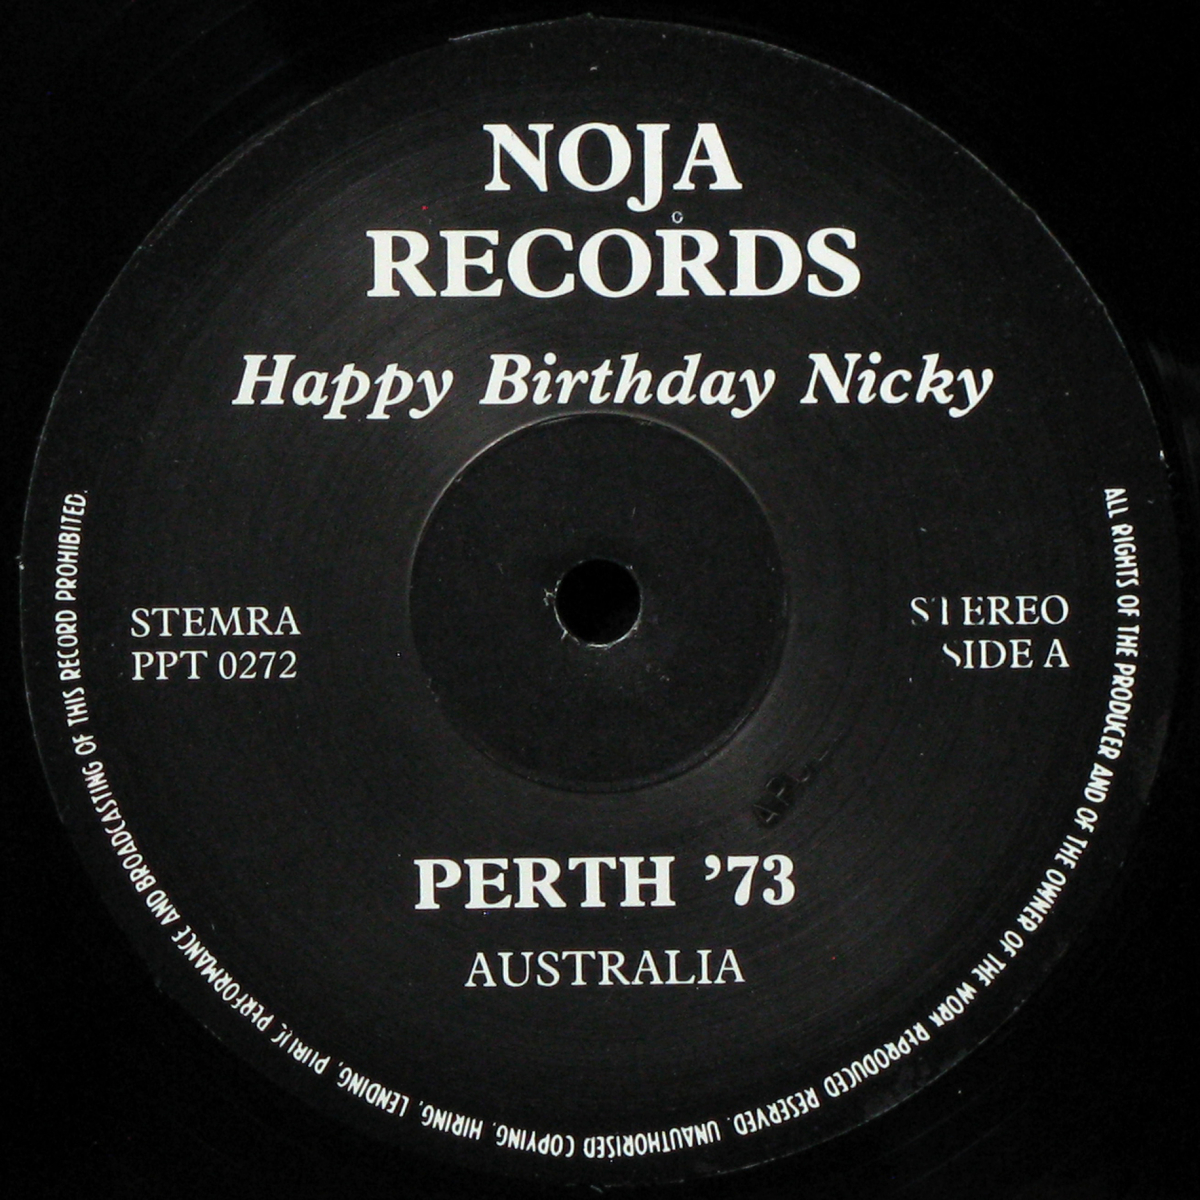 NOJA
RECORDS
Happy Birthday Nicky
STEMRA
PPT 0272
STEREO
SIDE A
PERTH ’73
AUSTRALIA
ALL RIGHTS OF THE PRODUCER AND OF THE OWNER OF THE WORK REPRODUCED RESERVED. UNAUTHORISED COPYING, HIRING, LENDING, PUBLIC PERFORMANCE AND BROADCASTING OF THIS RECORD PROHIBITED.